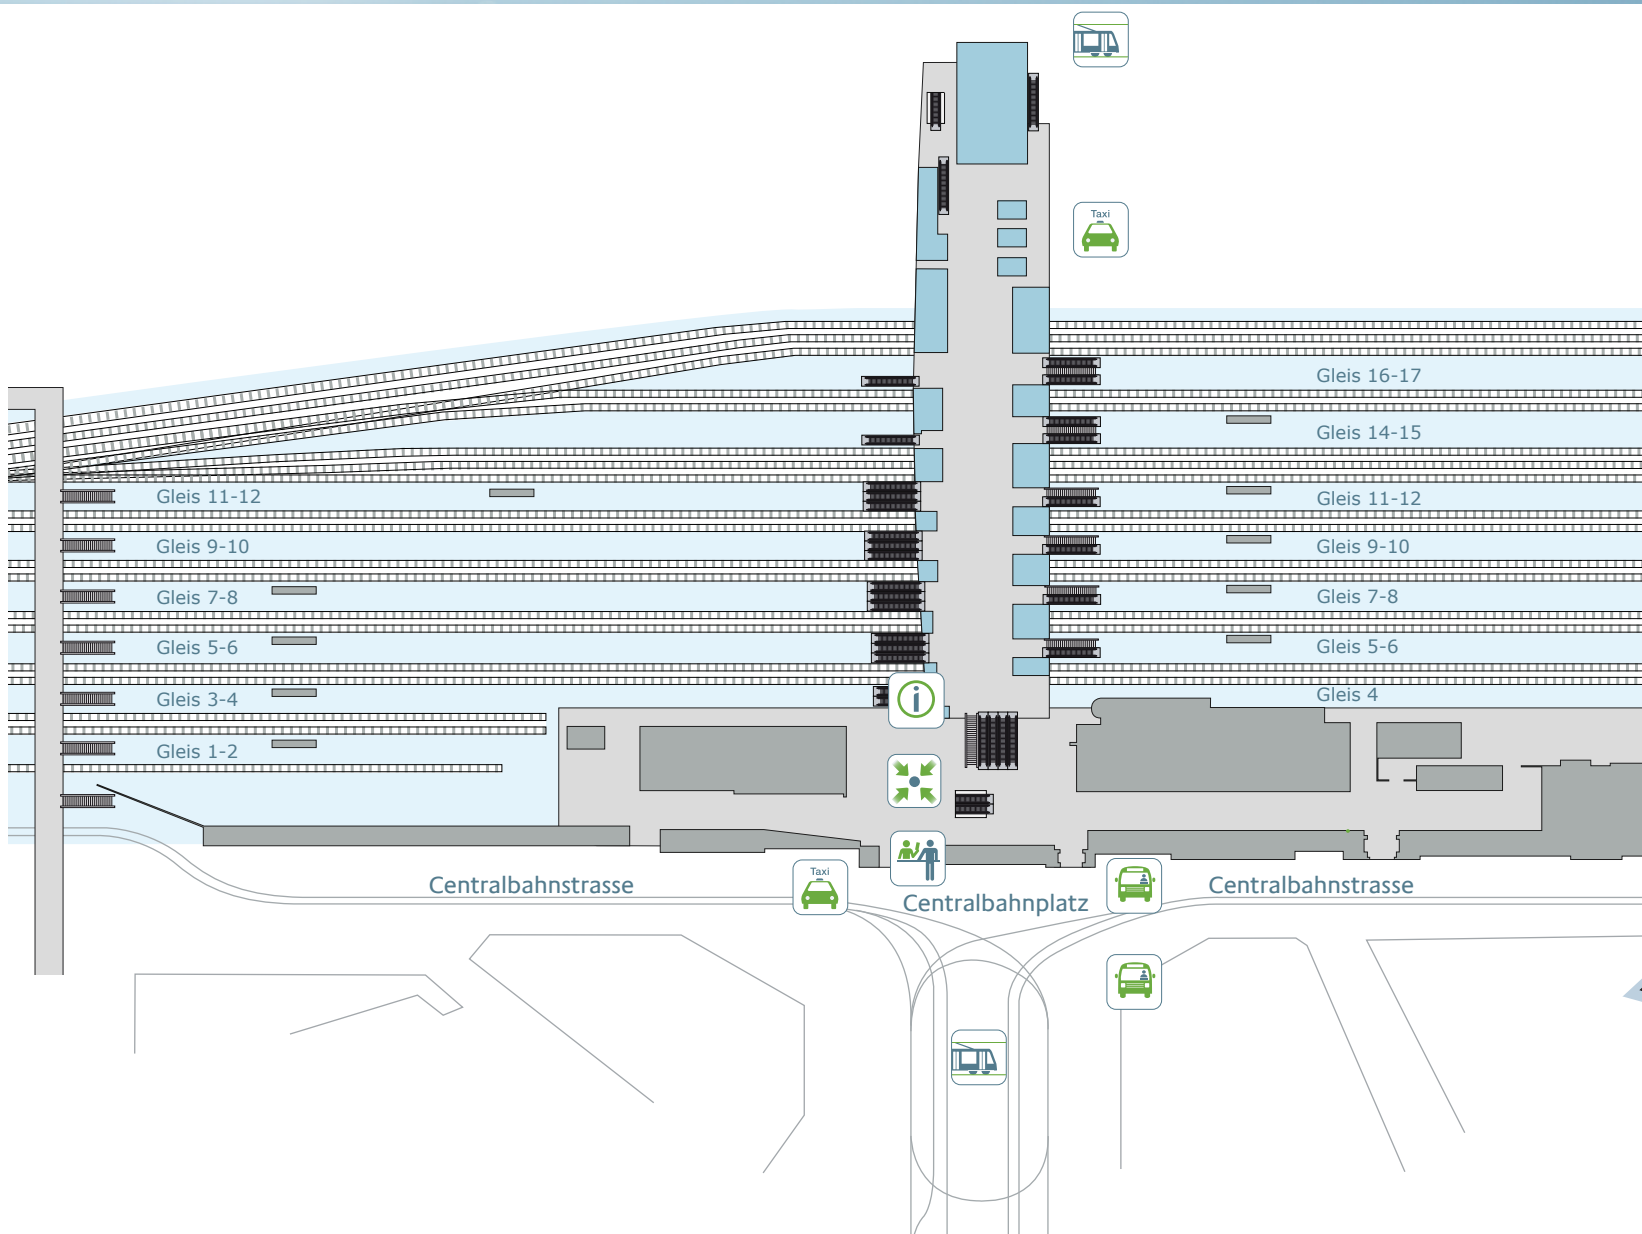 Taxi
Gleis 16-17
Gleis 14-15
Gleis 11-12
Gleis 11-12
Gleis 9-10
Gleis 9-10
Gleis 7-8
Gleis 7-8
Gleis 5-6
Gleis 5-6
Gleis 3-4
Gleis 4
Gleis 1-2
Taxi
Centralbahnstrasse
Centralbahnplatz
Centralbahnstrasse